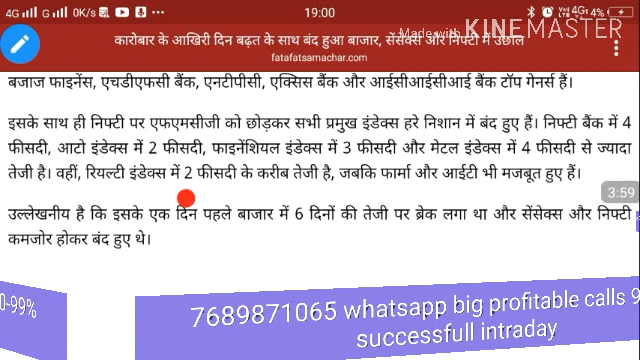 4G G 0K/s 19:00 4G 4%
Made with KINEMASTER
कारोबार के आखिरी दिन बढ़त के साथ बंद हुआ बाजार, सेंसेक्स और निफ्टी में उछाल
fatafatsamachar.com
बजाज फाइनेंस, एचडीएफसी बैंक, एनटीपीसी, एक्सिस बैंक और आईसीआईसीआई बैंक टॉप गेनर्स हैं।
इसके साथ ही निफ्टी पर एफएमसीजी को छोड़कर सभी प्रमुख इंडेक्स हरे निशान में बंद हुए हैं। निफ्टी बैंक में 4
फीसदी, आटो इंडेक्स में 2 फीसदी, फाइनेंशियल इंडेक्स में 3 फीसदी और मेटल इंडेक्स में 4 फीसदी से ज्यादा
तेजी है। वहीं, रियल्टी इंडेक्स में 2 फीसदी के करीब तेजी है, जबकि फार्मा और आईटी भी मजबूत हुए हैं।
3:59
उल्लेखनीय है कि इसके एक दिन पहले बाजार में 6 दिनों की तेजी पर ब्रेक लगा था और सेंसेक्स और निफ्टी
कमजोर होकर बंद हुए थे।
0-99%
7689871065 whatsapp big profitable calls 9
successfull intraday